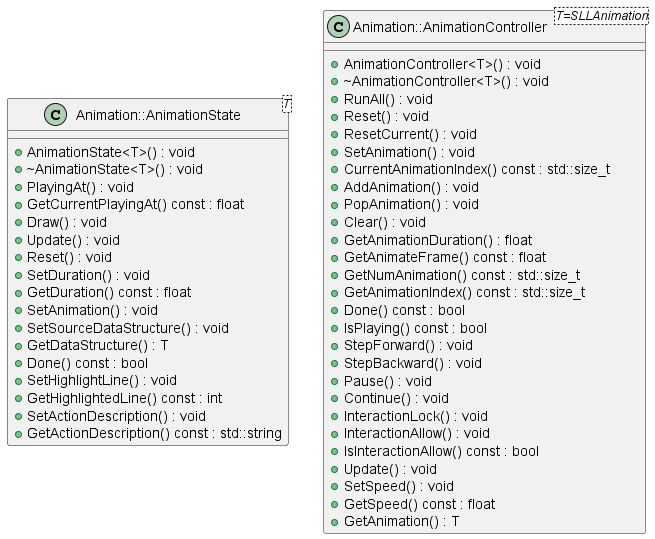 C Animation::AnimationState
T
AnimationState<T>() : void
~AnimationState<T>() : void
PlayingAt() : void
GetCurrentPlayingAt() const : float
Draw() : void
Update() : void
Reset() : void
SetDuration() : void
GetDuration() const : float
SetAnimation() : void
SetSourceDataStructure() : void
GetDataStructure() : T
Done() const : bool
SetHighlightLine() : void
GetHighlightedLine() const : int
SetActionDescription() : void
GetActionDescription() const : std::string
C Animation::AnimationController
T=SLLAnimation
AnimationController<T>() : void
~AnimationController<T>() : void
RunAll() : void
Reset() : void
ResetCurrent() : void
SetAnimation() : void
CurrentAnimationIndex() const : std::size_t
AddAnimation() : void
PopAnimation() : void
Clear() : void
GetAnimationDuration() : float
GetAnimateFrame() const : float
GetNumAnimation() const : std::size_t
GetAnimationIndex() const : std::size_t
Done() const : bool
IsPlaying() const : bool
StepForward() : void
StepBackward() : void
Pause() : void
Continue() : void
InteractionLock() : void
InteractionAllow() : void
IsInteractionAllow() const : bool
Update() : void
SetSpeed() : void
GetSpeed() const : float
GetAnimation() : T